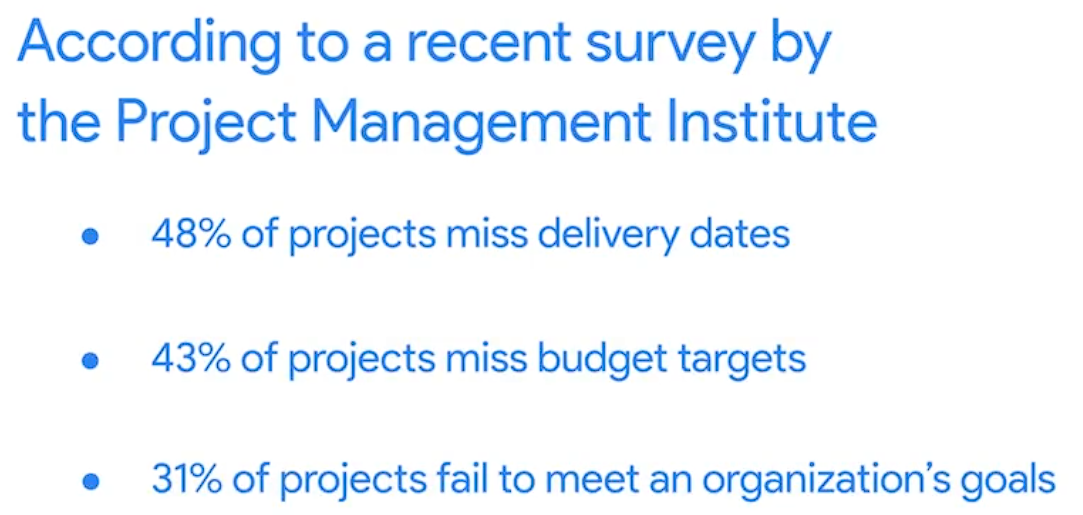 According to a recent survey by
the Project Management Institute
• 48% of projects miss delivery dates
• 43% of projects miss budget targets
• 31% of projects fail to meet an organization’s goals